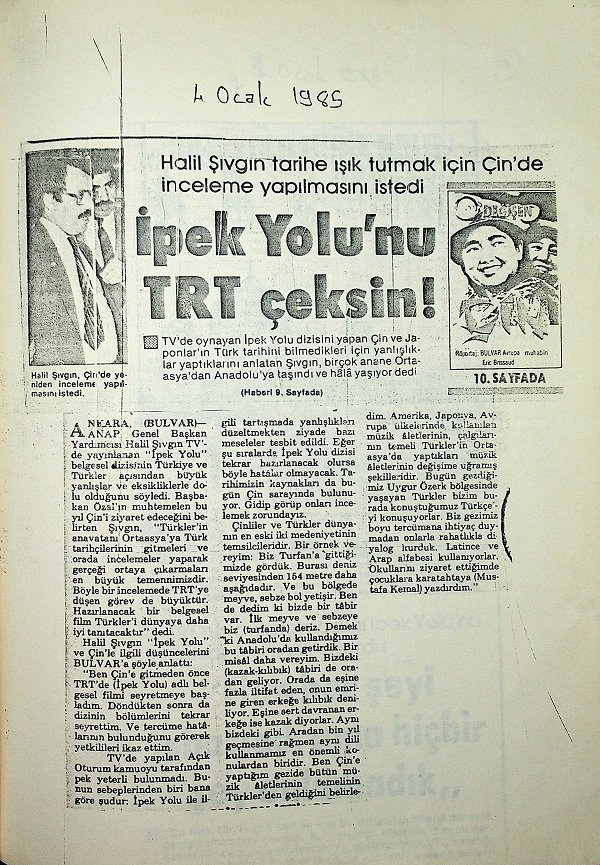 4 Ocak 1985
Halil Şıvgın tarihe ışık tutmak için Çin'de
inceleme yapılmasını istedi
İpek Yolu'nu
TRT çeksin!
TV'de oynayan İpek Yolu dizisini yapan Çin ve Ja-
ponlar'ın Türk tarihini bilmedikleri için yanlışlık-
lar yaptıklarını anlatan Şıvgın, birçok anane Orta-
asya'dan Anadolu'ya taşındı ve hâlâ yaşıyor dedi
(Haberi 9. Sayfada)
Halil Şıvgın, Çin'de ye-
niden inceleme yapıl-
masını istedi.
DEĞİŞEN
Röportaj: BULVAR Avrupa muhabiri
Eric Brissaud
10. SAYFADA
ANKARA, (BULVAR)—
ANAP Genel Başkan
Yardımcısı Halil Şıvgın TV'-
de yayınlanan "İpek Yolu"
belgesel dizisinin Türkiye ve
Türkler açısından büyük
yanlışlar ve eksikliklerle do-
lu olduğunu söyledi. Başba-
kan Özal'ın muhtemelen bu
yıl Çin'i ziyaret edeceğini be-
lirten Şıvgın, "Türkler'in
anavatanı Ortaasya'ya Türk
tarihçilerinin gitmeleri ve
orada incelemeler yaparak
gerçeği ortaya çıkarmaları
en büyük temennimizdir.
Böyle bir incelemede TRT'ye
düşen görev de büyüktür.
Hazırlanacak bir belgesel
film Türkler'i dünyaya daha
iyi tanıtacaktır" dedi.
Halil Şıvgın "İpek Yolu"
ve Çin'le ilgili düşüncelerini
BULVAR'a şöyle anlattı:
"Ben Çin'e gitmeden önce
TRT'de (İpek Yolu) adlı bel-
gesel filmi seyretmeye baş-
ladım. Döndükten sonra da
dizinin bölümlerini tekrar
seyrettim. Ve tercüme hata-
larının bulunduğunu görerek
yetkilileri ikaz ettim.
TV'de yapılan Açık
Oturum kamuoyu tarafından
pek yeterli bulunmadı. Bu-
nun sebeplerinden biri bana
göre şudur: İpek Yolu ile il-
gili tartışmada yanlışlıkları
düzeltmekten ziyade bazı
meseleler tesbit edildi. Eğer
şu sıralarda İpek Yolu dizisi
tekrar hazırlanacak olursa
böyle hatâlar olmayacak. Ta-
rihimizin kaynakları da bu-
gün Çin sarayında bulunu-
yor. Gidip görüp onları ince-
lemek zorundayız.
Çinliler ve Türkler dünya-
nın en eski iki medeniyetinin
temsilcileridir. Bir örnek ve-
reyim: Biz Turfan'a gittiği-
mizde gördük. Burası deniz
seviyesinden 154 metre daha
aşağıdadır. Ve bu bölgede
meyve, sebze bol yetişir. Ben
de dedim ki bizde bir tâbir
var. İlk meyve ve sebzeye
biz (turfanda) deriz. Demek
ki Anadolu'da kullandığımız
bu tâbiri oradan getirdik. Bir
misâl daha vereyim. Bizdeki
(kazak-kılıbık) tâbiri de ora-
dan geliyor. Orada da eşine
fazla iltifat eden, onun emri-
ne giren erkeğe kılıbık deni-
liyor. Eşine sert davranan er-
keğe ise kazak diyorlar. Aynı
bizdeki gibi. Aradan bin yıl
geçmesine rağmen aynı dili
kullanmamız en önemli ko-
nulardan biridir. Ben Çin'e
yaptığım gezide bütün mü-
zik âletlerinin temelinin
Türkler'den geldiğini belirle-
dim. Amerika, Japonya, Av-
rupa ülkelerinde kullanılan
müzik âletlerinin, çalgıla-
rının temeli Türkler'in Orta-
asya'da yaptıkları müzik
âletlerinin değişime uğramış
şekilleridir. Bugün gezdiği-
miz Uygur Özerk bölgesinde
yaşayan Türkler bizim bu-
rada konuştuğumuz Türkçe'-
yi konuşuyorlar. Biz gezimiz
boyu tercümana ihtiyaç duy-
madan onlarla rahatlıkla di-
yalog kurduk. Latince ve
Arap alfabesi kullanıyorlar.
Okullarını ziyaret ettiğimde
çocuklara karatahtaya (Mus-
tafa Kemal) yazdırdım."